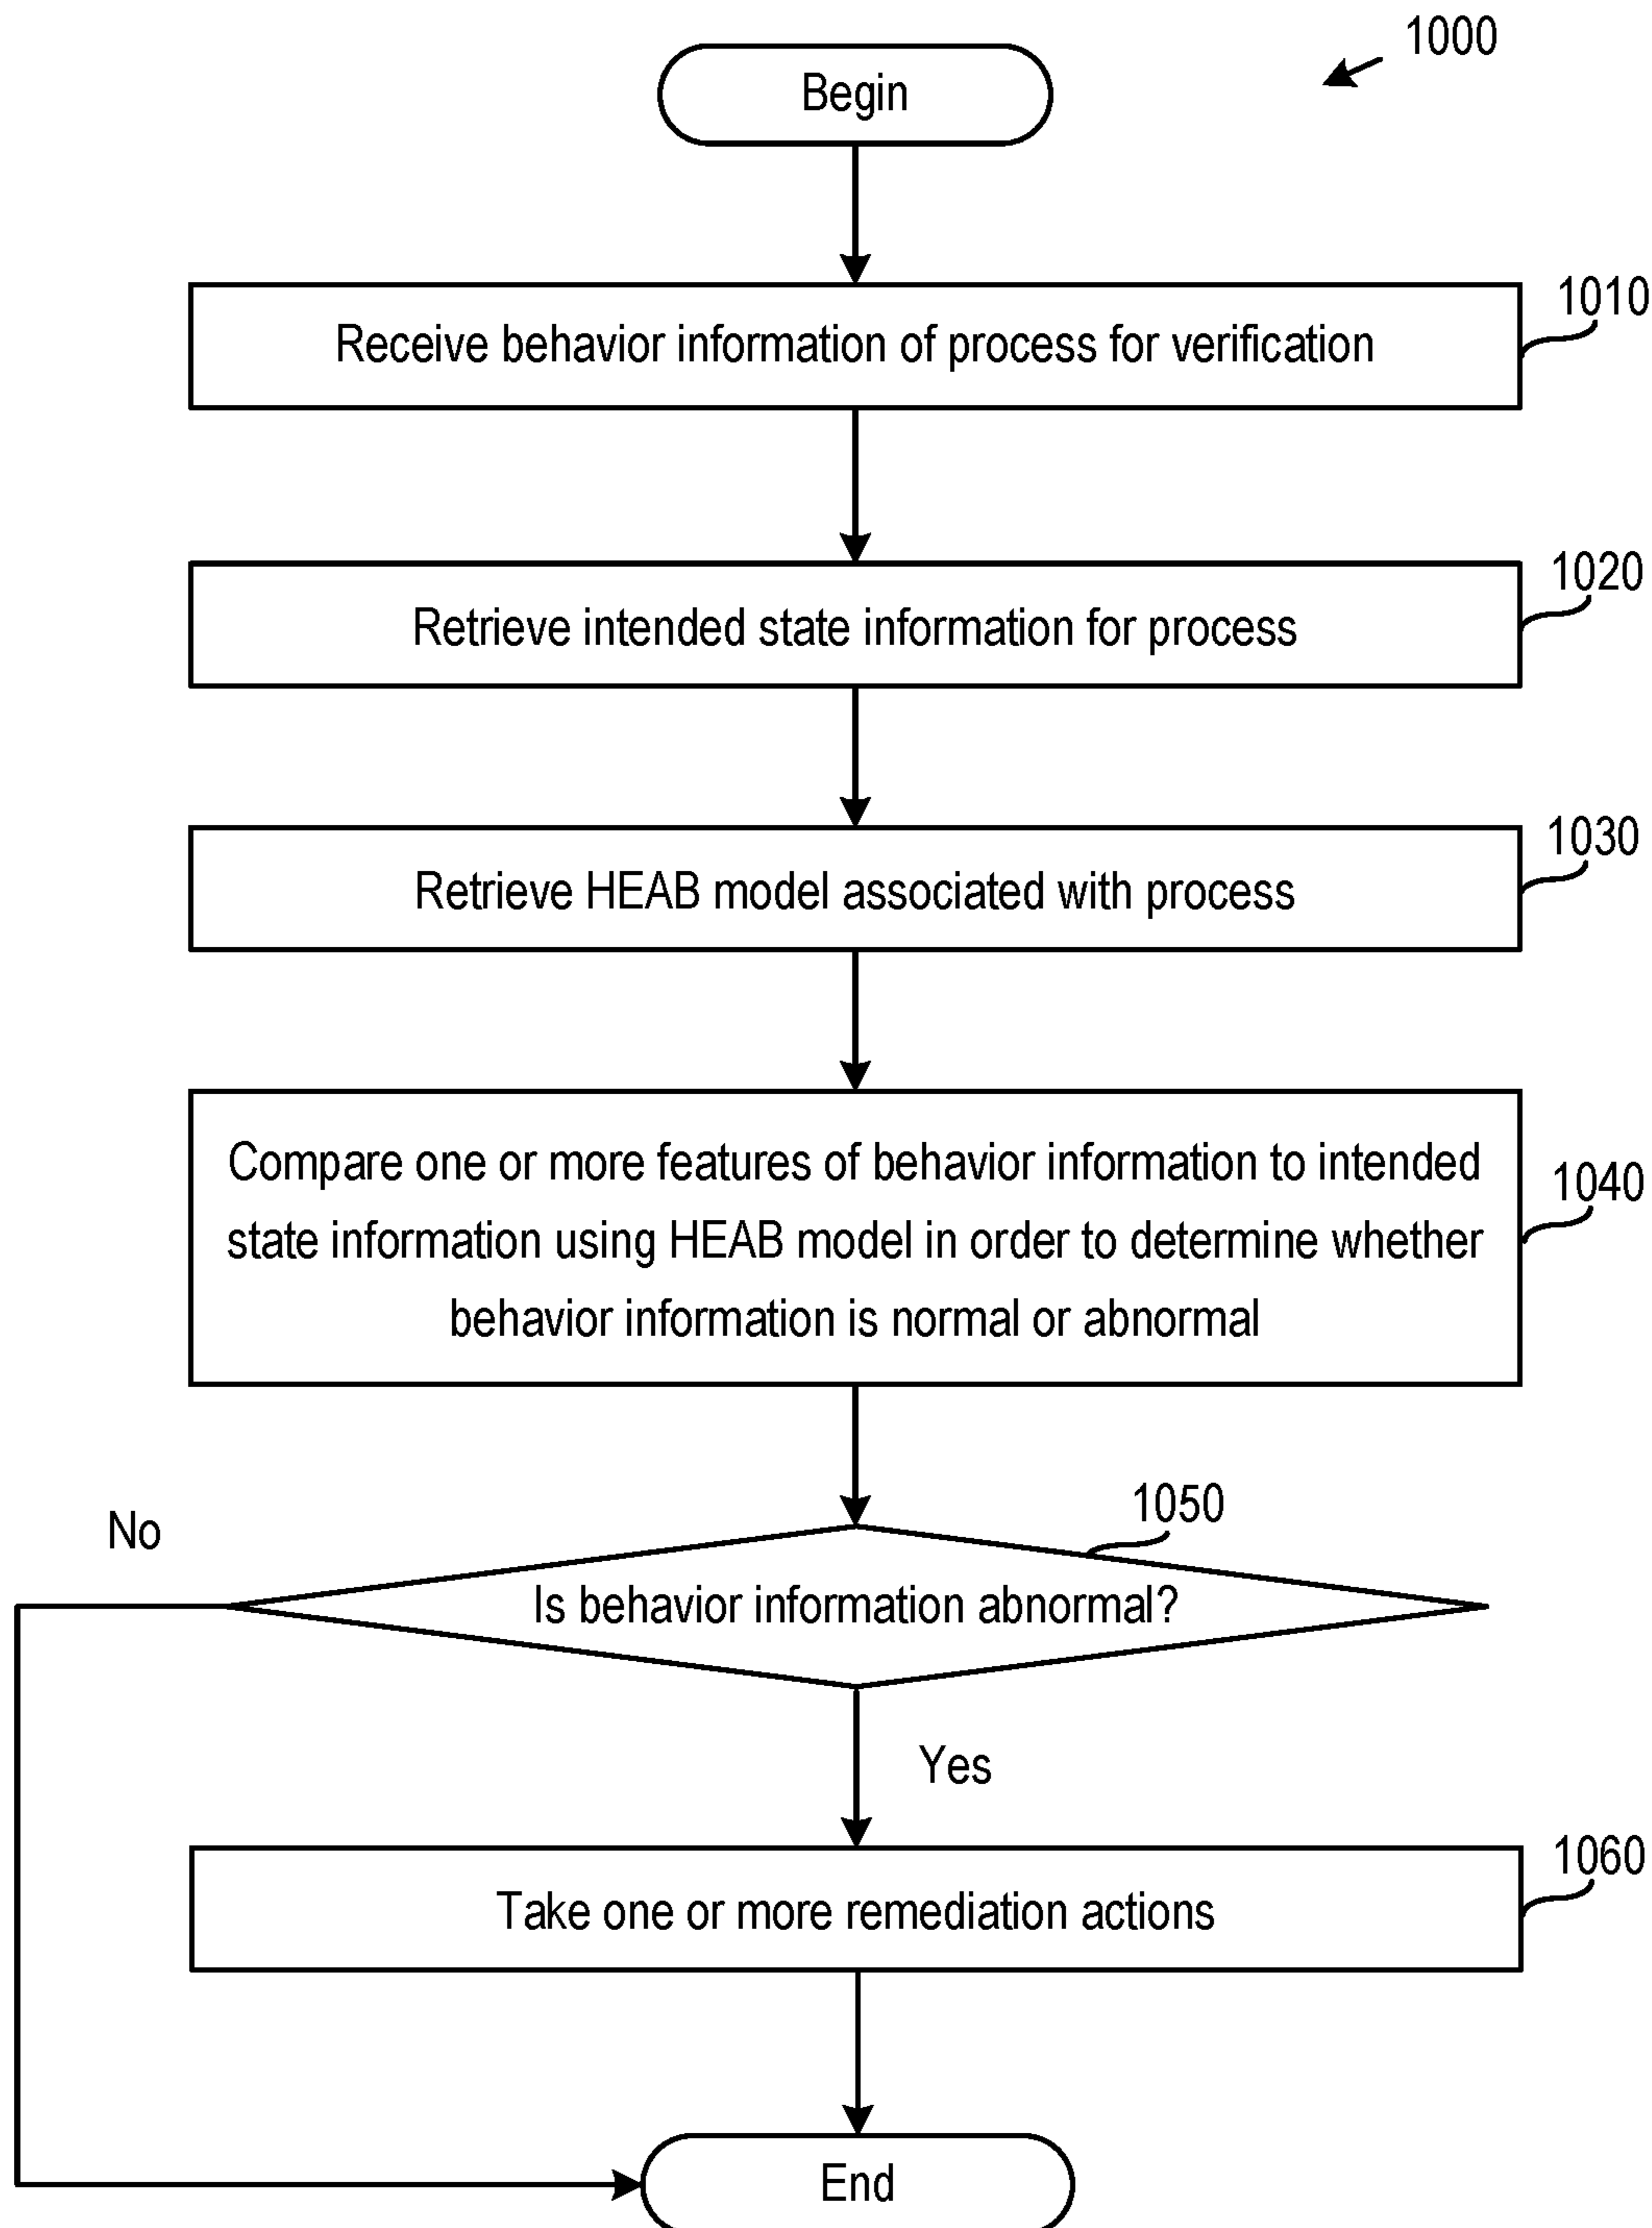 1000
Begin
1010
Receive behavior information of process for verification
1020
Retrieve intended state information for process
1030
Retrieve HEAB model associated with process
Compare one or more features of behavior information to intended
1040
state information using HEAB model in order to determine whether
behavior information is normal or abnormal
1050
No
Is behavior information abnormal?
Yes
1060
Take one or more remediation actions
End